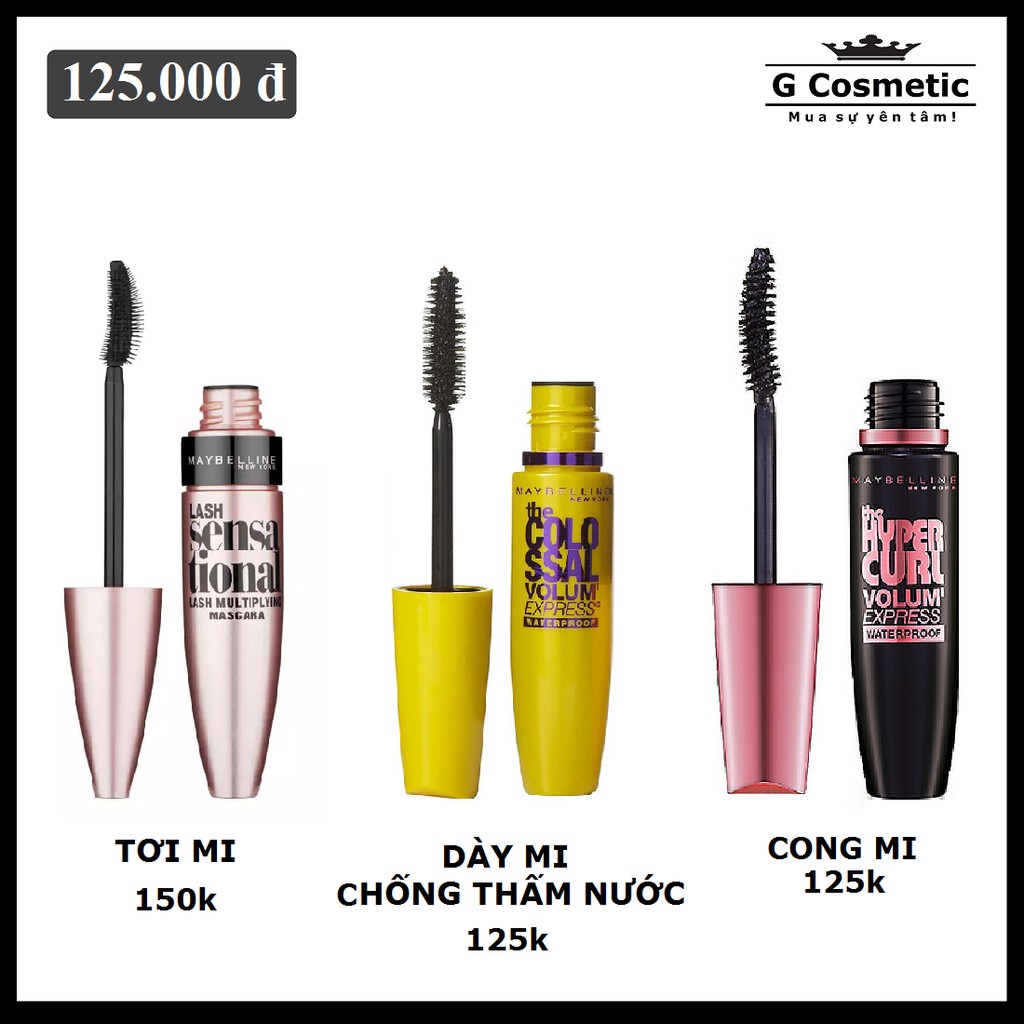 125.000 đ
G Cosmetic
Mua sự yên tâm!
MAYBELLINE
NEW YORK
LASH
sensa
tional
LASH MULTIPLYING
MASCARA
MAYBELLINE
NEW YORK
the
COLO
SSAL
VOLUM'
EXPRESS
WATERPROOF
MAYBELLINE
NEW YORK
the
HYPER
CURL
VOLUM'
EXPRESS
WATERPROOF
TƠI MI
150k
DÀY MI
CHỐNG THẤM NƯỚC
125k
CONG MI
125k